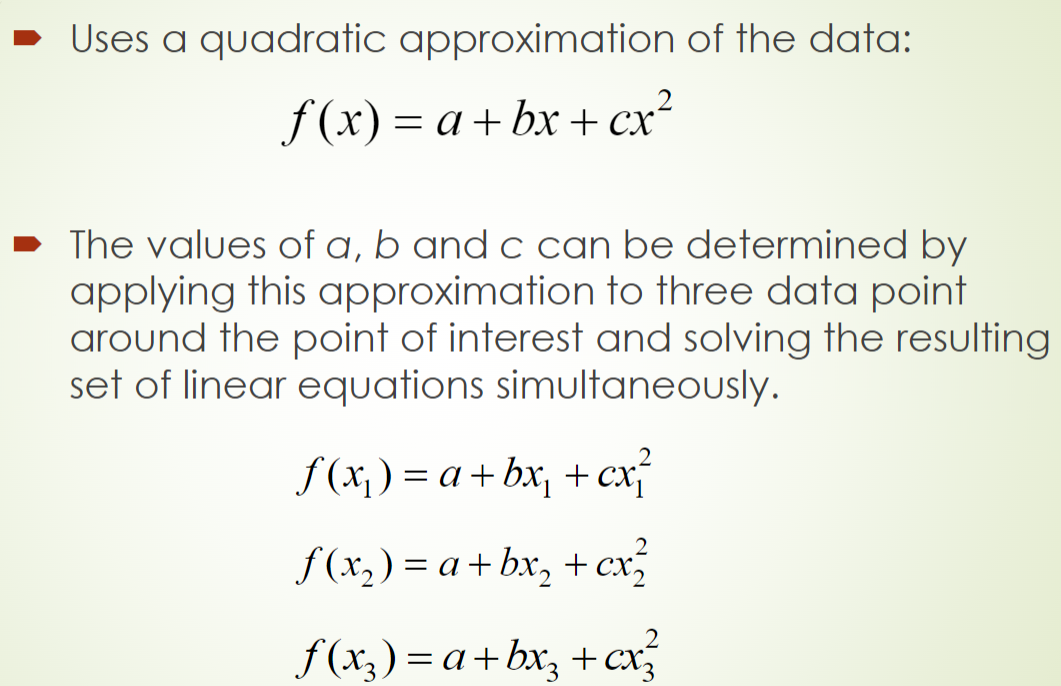 Uses a quadratic approximation of the data:
f(x) = a + bx + cx²
The values of a, b and c can be determined by
applying this approximation to three data point
around the point of interest and solving the resulting
set of linear equations simultaneously.
f(x₁) = a + bx₁ + cx₁²
f(x₂) = a + bx₂ + cx₂²
f(x₃) = a + bx₃ + cx₃²